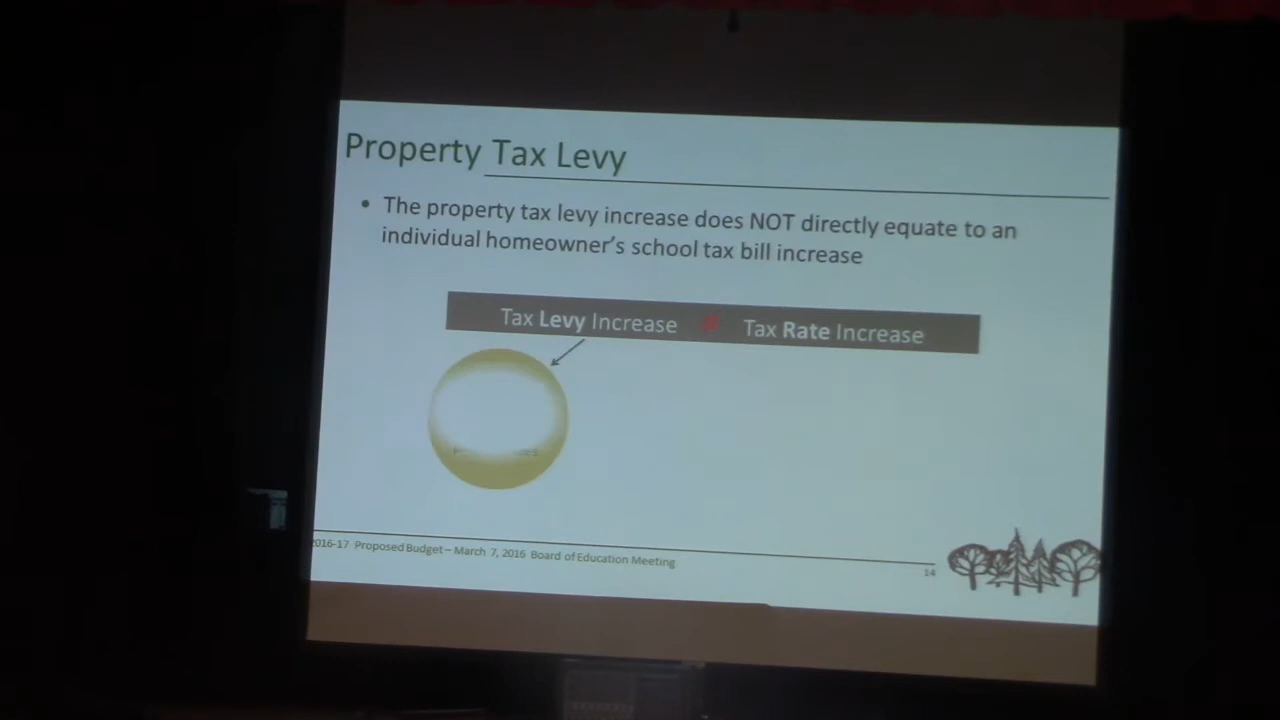 Property Tax Levy
• The property tax levy increase does NOT directly equate to an
individual homeowner's school tax bill increase
Tax Levy Increase ≠ Tax Rate Increase
2016-17 Proposed Budget – March 7, 2016 Board of Education Meeting
14